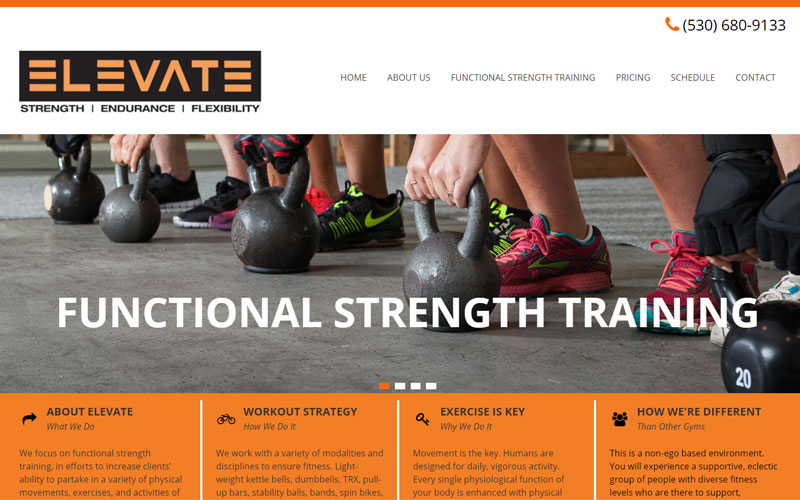 (530) 680-9133
ELEVATE
STRENGTH | ENDURANCE | FLEXIBILITY
HOME ABOUT US FUNCTIONAL STRENGTH TRAINING PRICING SCHEDULE CONTACT
FUNCTIONAL STRENGTH TRAINING
20
ABOUT ELEVATE
What We Do
We focus on functional strength
training, in efforts to increase clients'
ability to partake in a variety of physical
movements, exercises, and activities of
WORKOUT STRATEGY
How We Do It
We work with a variety of modalities and
disciplines to ensure fitness. Light-
weight kettle bells, dumbbells, TRX, pull-
up bars, stability balls, bands, spin bikes,
EXERCISE IS KEY
Why We Do It
Movement is the key. Humans are
designed for daily, vigorous activity.
Every single physiological function of
your body is enhanced with physical
HOW WE'RE DIFFERENT
Than Other Gyms
This is a non-ego based environment.
You will experience a supportive, eclectic
group of people with diverse fitness
levels who are there to support,